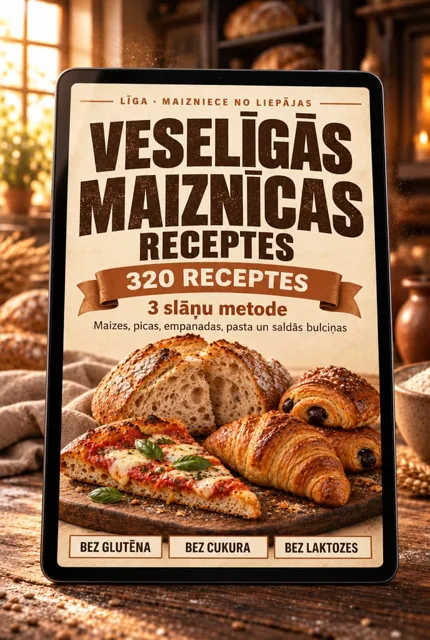 LĪGA · MAIZNIECE NO LIEPĀJAS
VESELĪGĀS
MAIZNĪCAS
RECEPTES
320 RECEPTES
3 slāņu metode
Maizes, picas, empanadas, pasta un saldās bulciņas
BEZ GLUTĒNA
BEZ CUKURA
BEZ LAKTOZES